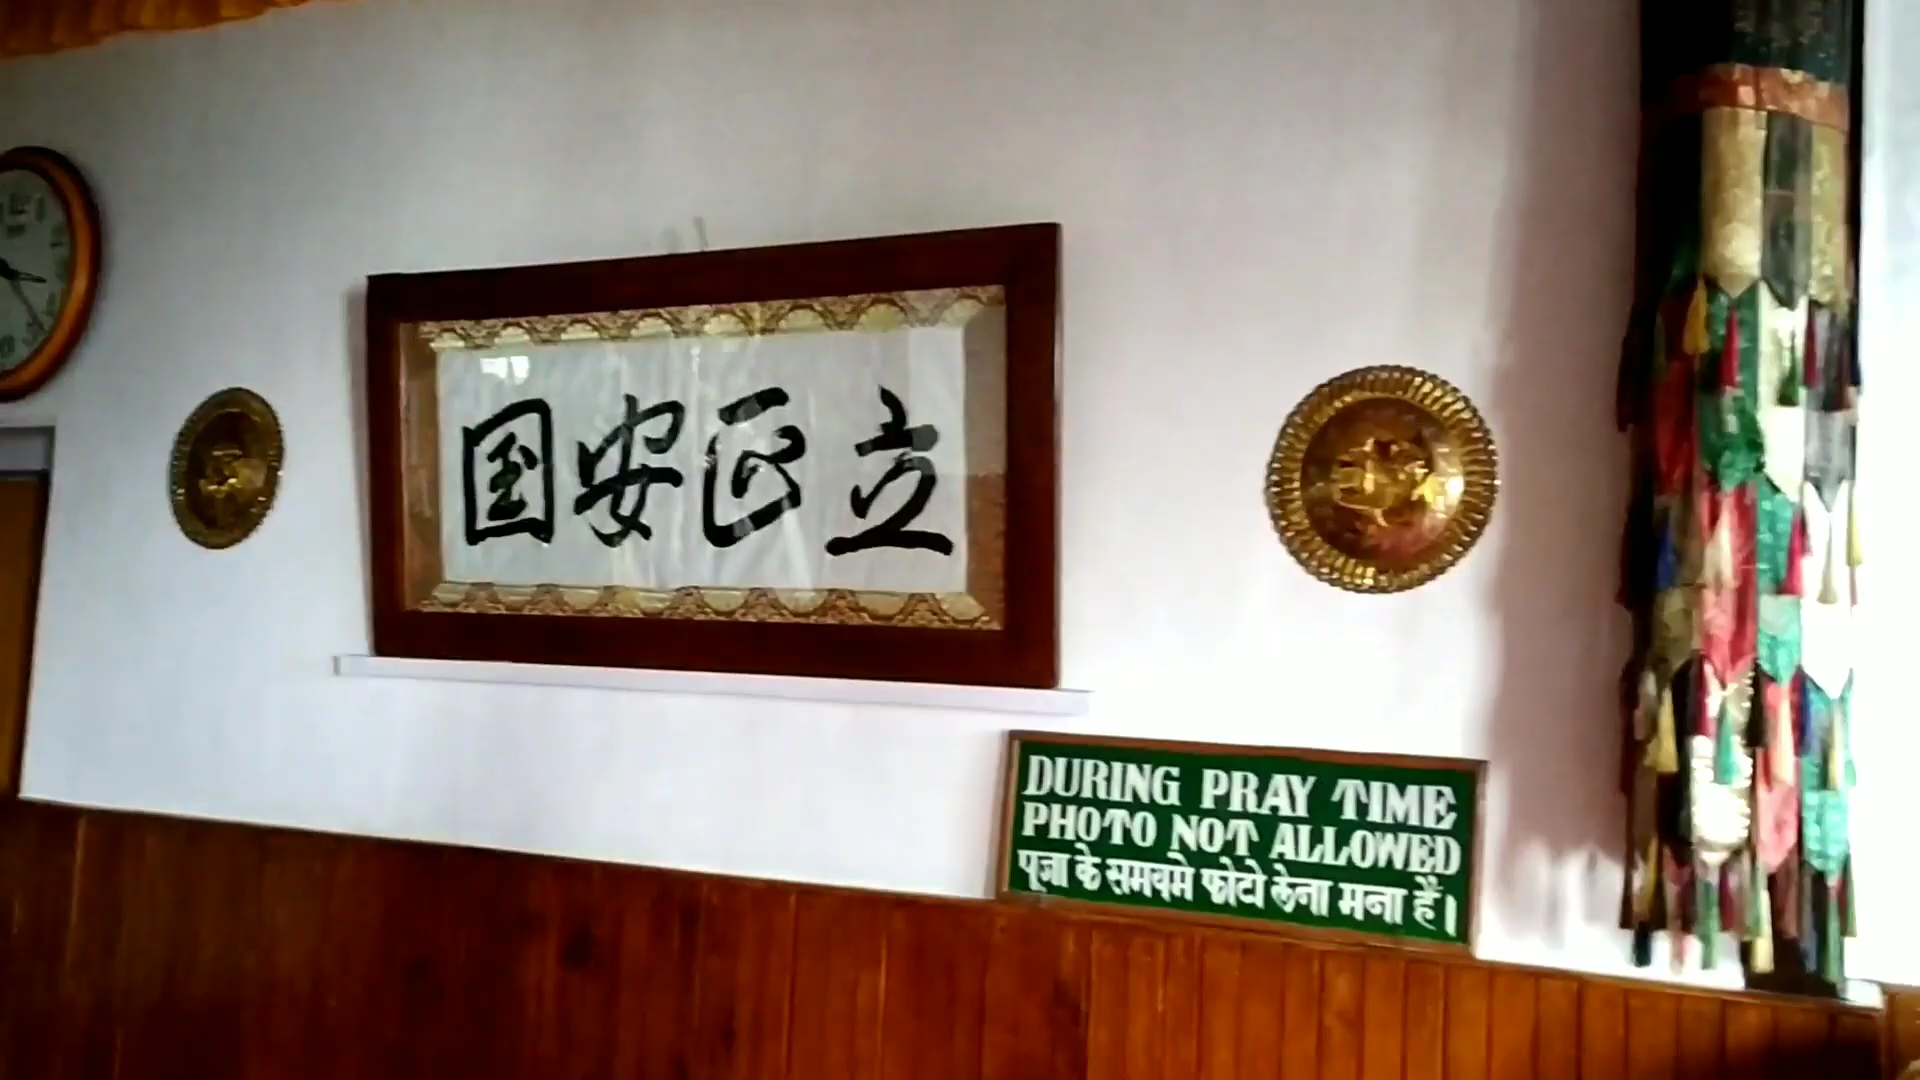 立正安国
DURING PRAY TIME
PHOTO NOT ALLOWED
पूजा के समयमे फोटो लेना मना हैं।